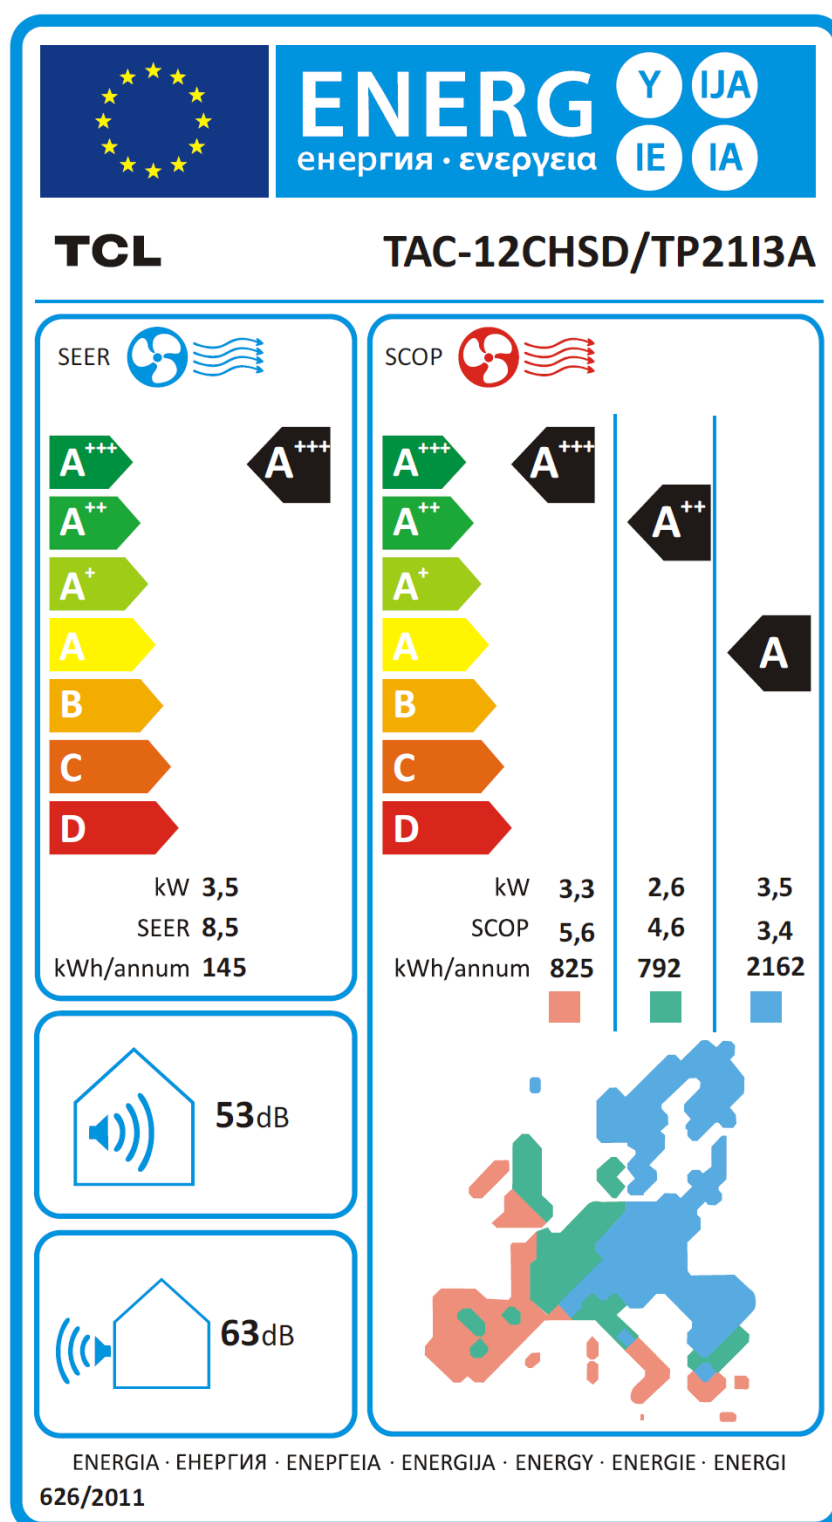 ENERG Y IJA
енергия · ενεργεια IE IA
TCL TAC-12CHSD/TP21I3A
SEER
A+++ A+++
A++
A+
A
B
C
D
kW 3,5
SEER 8,5
kWh/annum 145
SCOP
A+++ A+++
A++ A++
A+
A A
B
C
D
kW 3,3 2,6 3,5
SCOP 5,6 4,6 3,4
kWh/annum 825 792 2162
53dB
63dB
ENERGIA · ЕНЕРГИЯ · ΕΝΕΡΓΕΙΑ · ENERGIJA · ENERGY · ENERGIE · ENERGI
626/2011